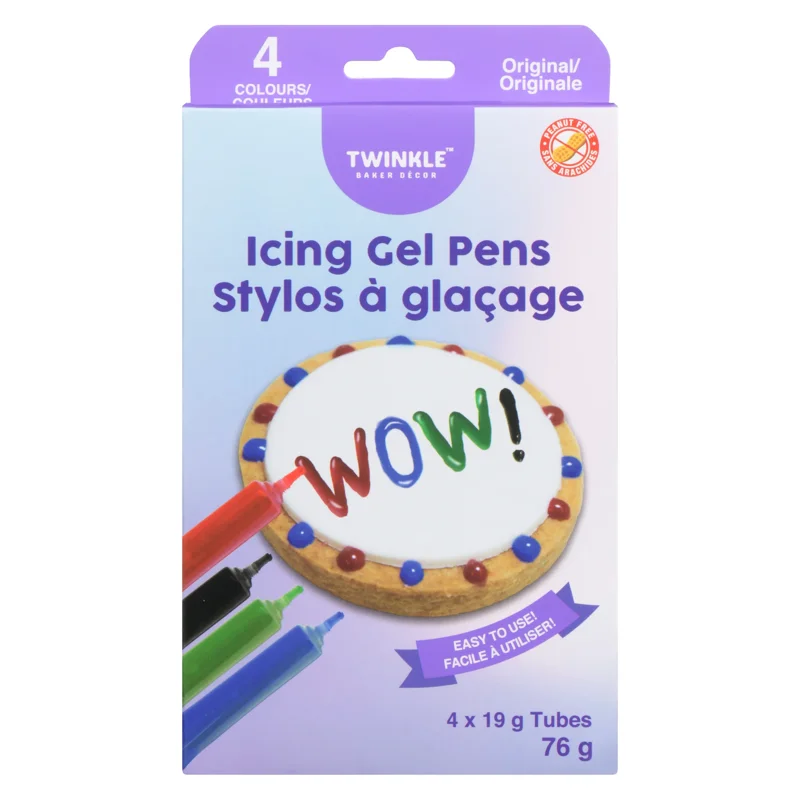 4
COLOURS/
COULEURS
Original/
Originale
PEANUT FREE
SANS ARACHIDES
TWINKLE™
BAKER DÉCOR
Icing Gel Pens
Stylos à glaçage
WOW!
EASY TO USE!
FACILE À UTILISER!
4 x 19 g Tubes
76 g